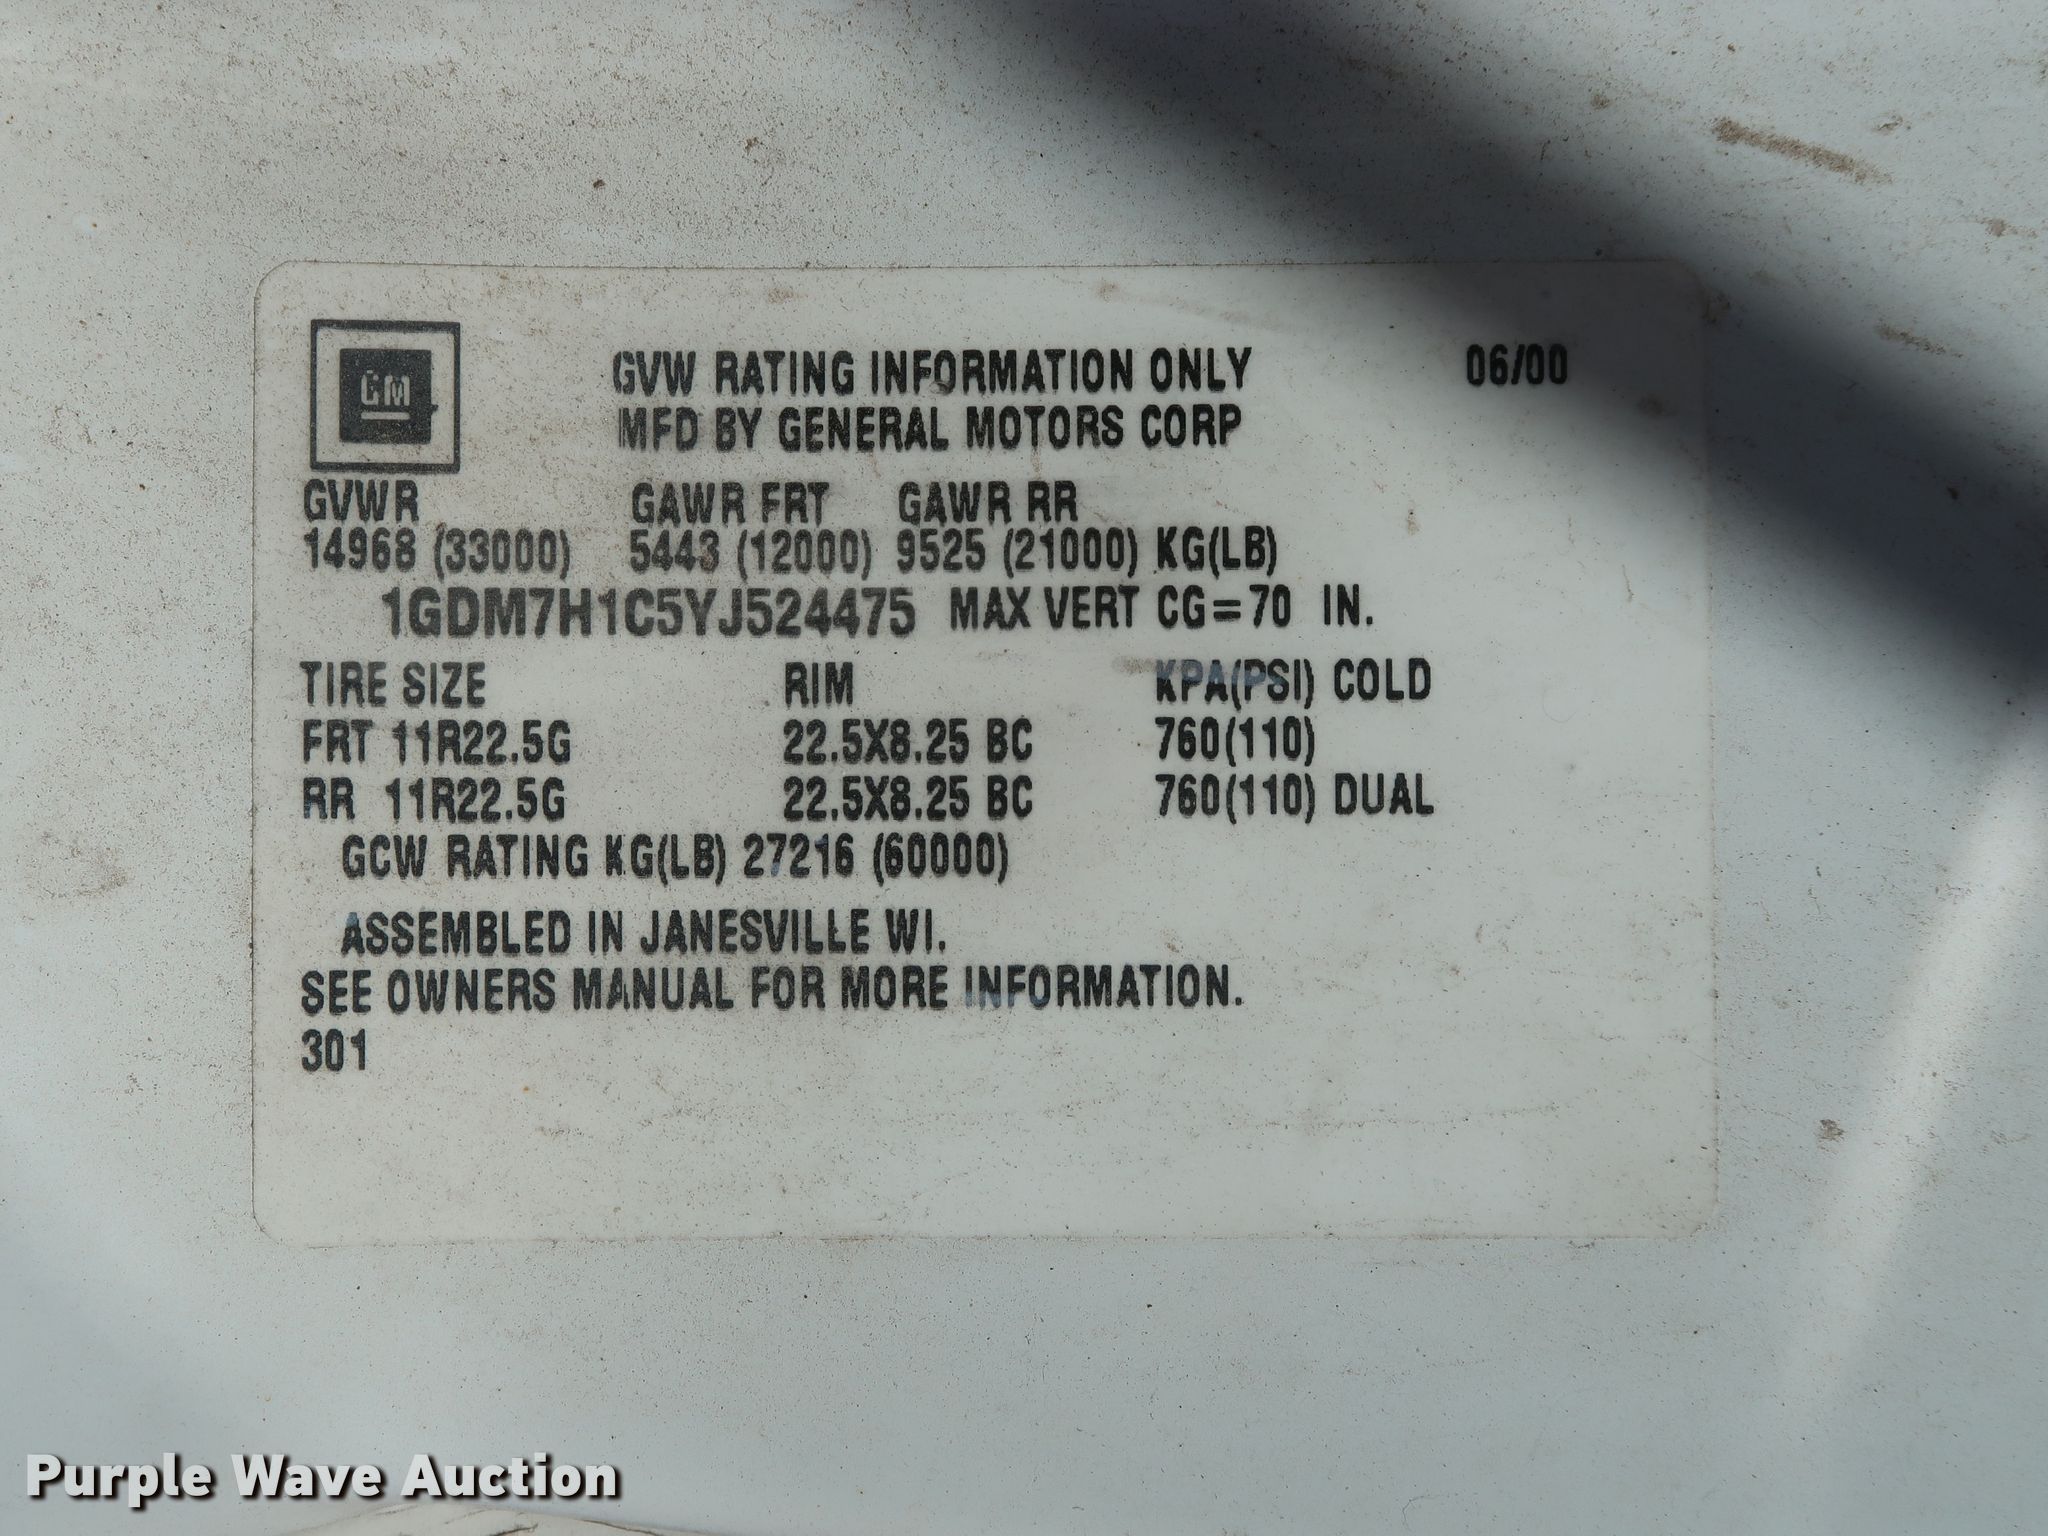 GM
GVW RATING INFORMATION ONLY 06/00
MFD BY GENERAL MOTORS CORP
GVWR GAWR FRT GAWR RR
14968 (33000) 5443 (12000) 9525 (21000) KG(LB)
1GDM7H1C5YJ524475 MAX VERT CG=70 IN.
TIRE SIZE RIM KPA(PSI) COLD
FRT 11R22.5G 22.5X8.25 BC 760(110)
RR 11R22.5G 22.5X8.25 BC 760(110) DUAL
GCW RATING KG(LB) 27216 (60000)
ASSEMBLED IN JANESVILLE WI.
SEE OWNERS MANUAL FOR MORE INFORMATION.
301
Purple Wave Auction